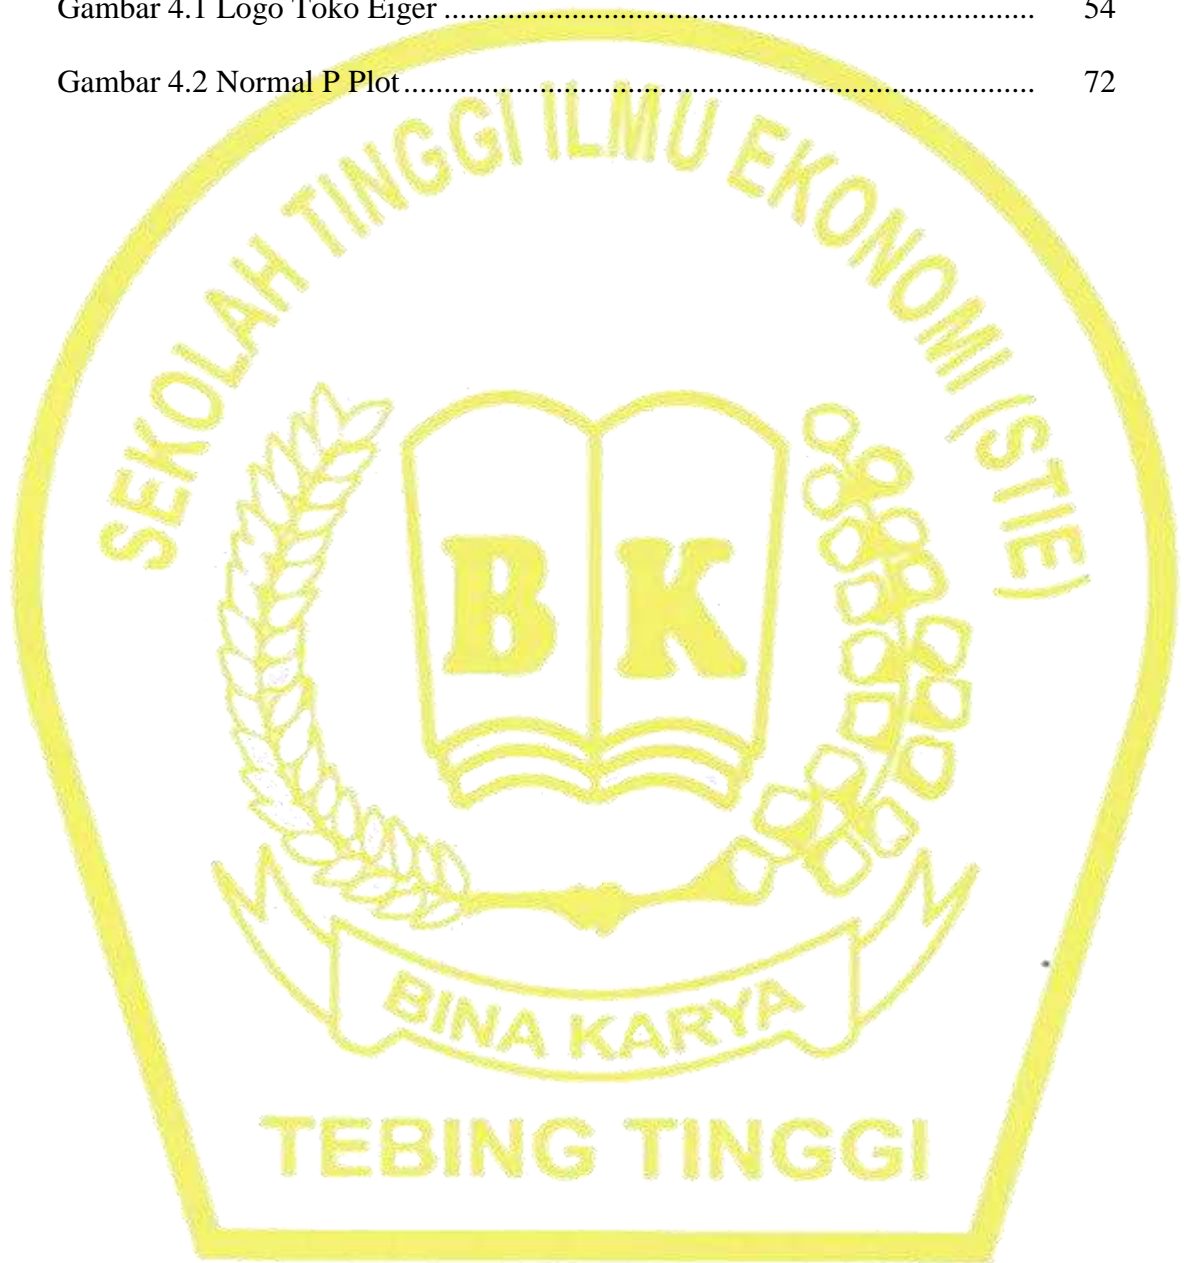 Gambar 4.1 Logo Toko Eiger ........................................................................... 54
Gambar 4.2 Normal P Plot ................................................................................ 72
SEKOLAH TINGGI ILMU EKONOMI (STIE)
B K
BINA KARYA
TEBING TINGGI